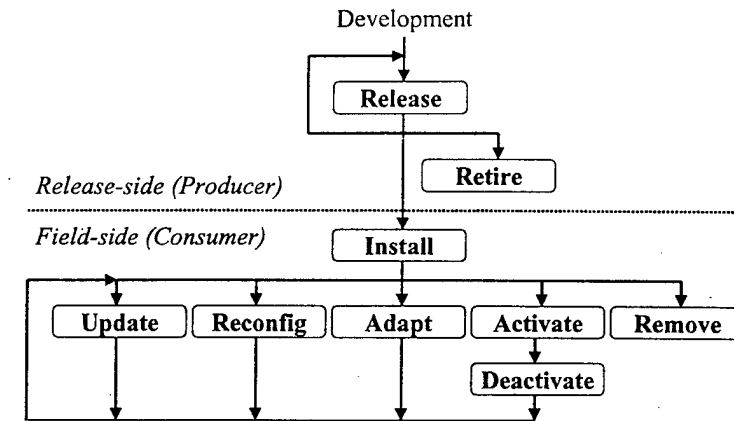 Development
Release
Retire
Release-side (Producer)
Field-side (Consumer)
Install
Update Reconfig Adapt Activate Remove
Deactivate